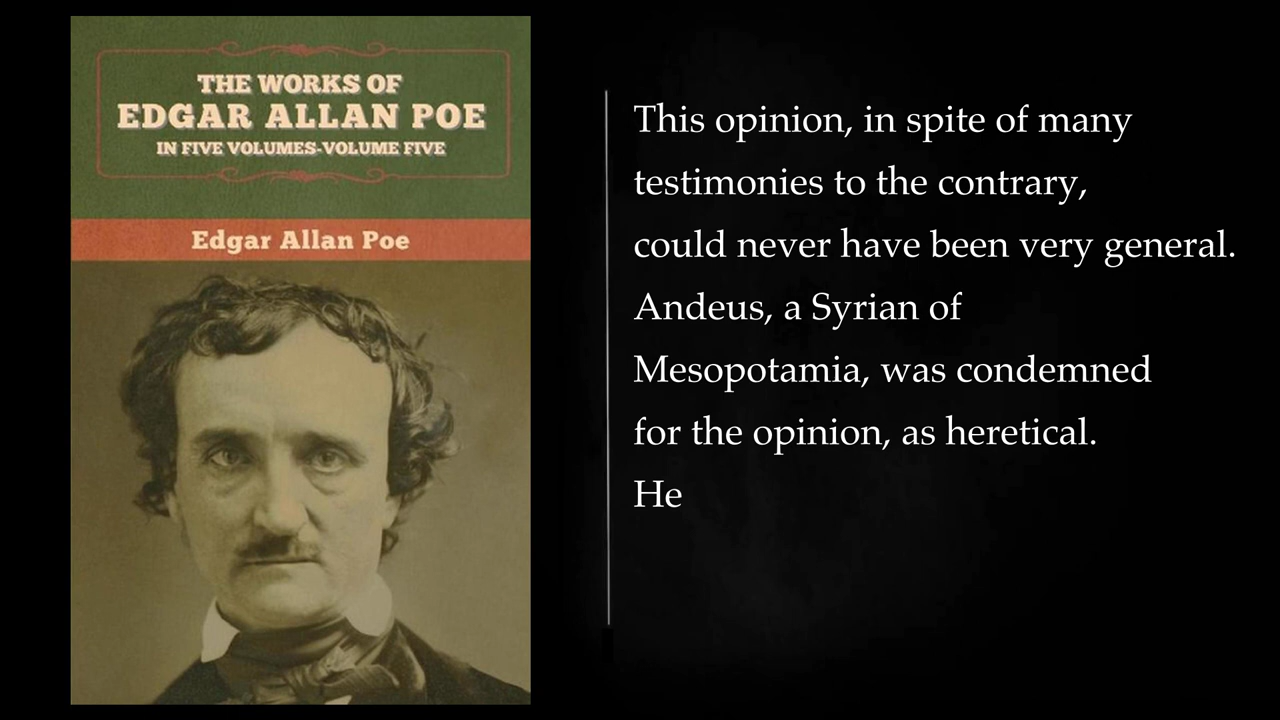 THE WORKS OF
EDGAR ALLAN POE
IN FIVE VOLUMES-VOLUME FIVE
Edgar Allan Poe
This opinion, in spite of many
testimonies to the contrary,
could never have been very general.
Andeus, a Syrian of
Mesopotamia, was condemned
for the opinion, as heretical.
He